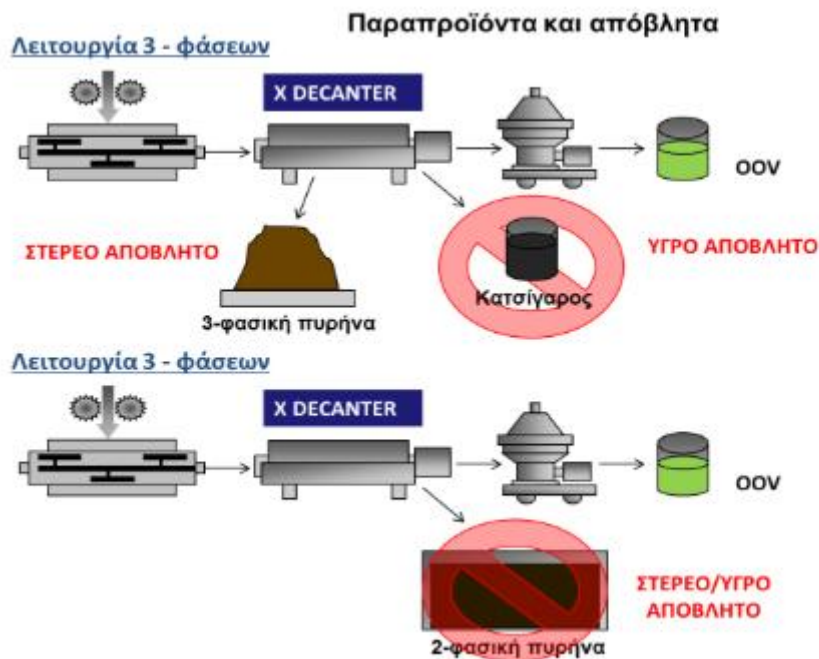 Παραπροϊόντα και απόβλητα
Λειτουργία 3 - φάσεων
X DECANTER
OOV
ΣΤΕΡΕΟ ΑΠΟΒΛΗΤΟ
ΥΓΡΟ ΑΠΟΒΛΗΤΟ
Κατσίγαρος
3-φασική πυρήνα
Λειτουργία 3 - φάσεων
X DECANTER
OOV
ΣΤΕΡΕΟ/ΥΓΡΟ
ΑΠΟΒΛΗΤΟ
2-φασική πυρήνα